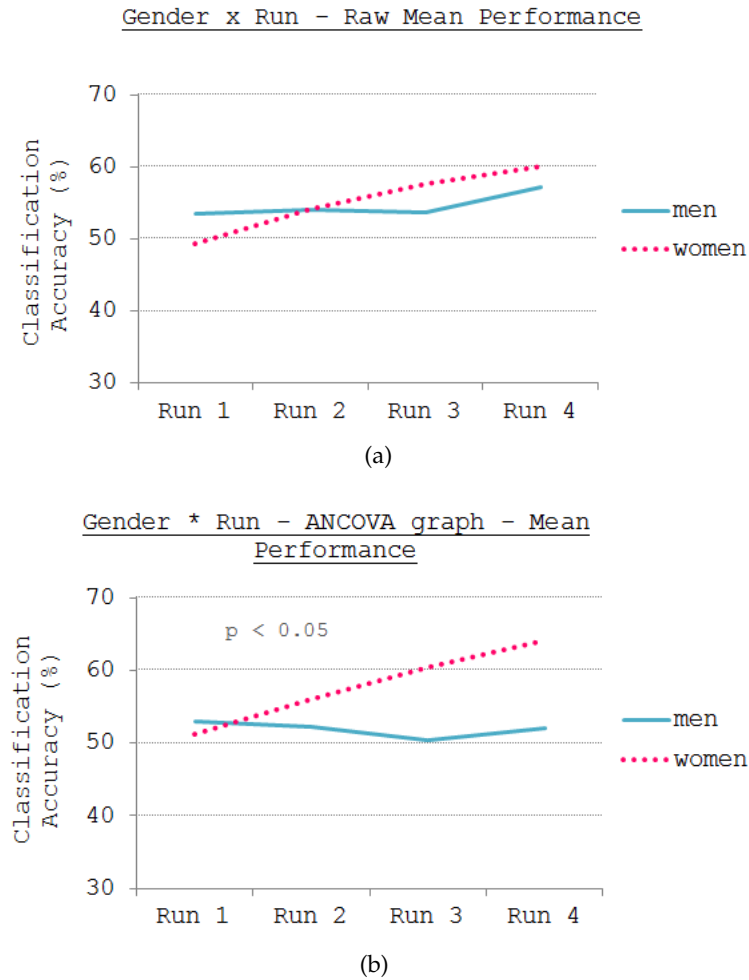 Gender x Run - Raw Mean Performance
70
60
50
40
30
Classification
Accuracy (%)
Run 1 Run 2 Run 3 Run 4
men
women
(a)
Gender * Run - ANCOVA graph - Mean
Performance
70
60
50
40
30
Classification
Accuracy (%)
p < 0.05
Run 1 Run 2 Run 3 Run 4
men
women
(b)